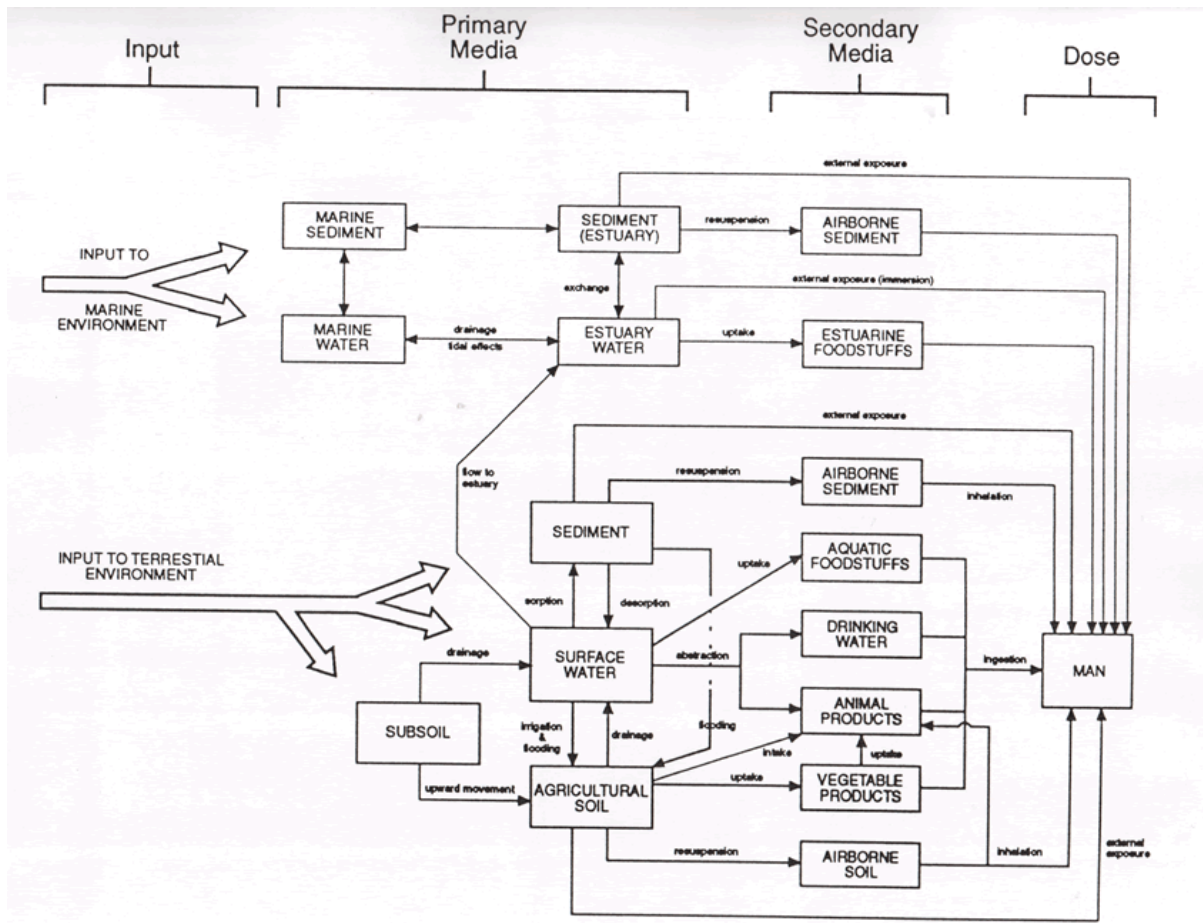 Input
Primary
Media
Secondary
Media
Dose
external exposure
MARINE
SEDIMENT
SEDIMENT
(ESTUARY)
resuspension
AIRBORNE
SEDIMENT
INPUT TO
MARINE
ENVIRONMENT
exchange
external exposure (immersion)
MARINE
WATER
drainage
tidal effects
ESTUARY
WATER
uptake
ESTUARINE
FOODSTUFFS
external exposure
flow to
estuary
resuspension
AIRBORNE
SEDIMENT
inhalation
SEDIMENT
INPUT TO TERRESTIAL
ENVIRONMENT
uptake
AQUATIC
FOODSTUFFS
sorption
desorption
DRINKING
WATER
drainage
SURFACE
WATER
abstraction
ingestion
MAN
SUBSOIL
irrigation
&
flooding
drainage
flooding
ANIMAL
PRODUCTS
intake
uptake
upward movement
AGRICULTURAL
SOIL
uptake
VEGETABLE
PRODUCTS
resuspension
AIRBORNE
SOIL
inhalation
external
exposure